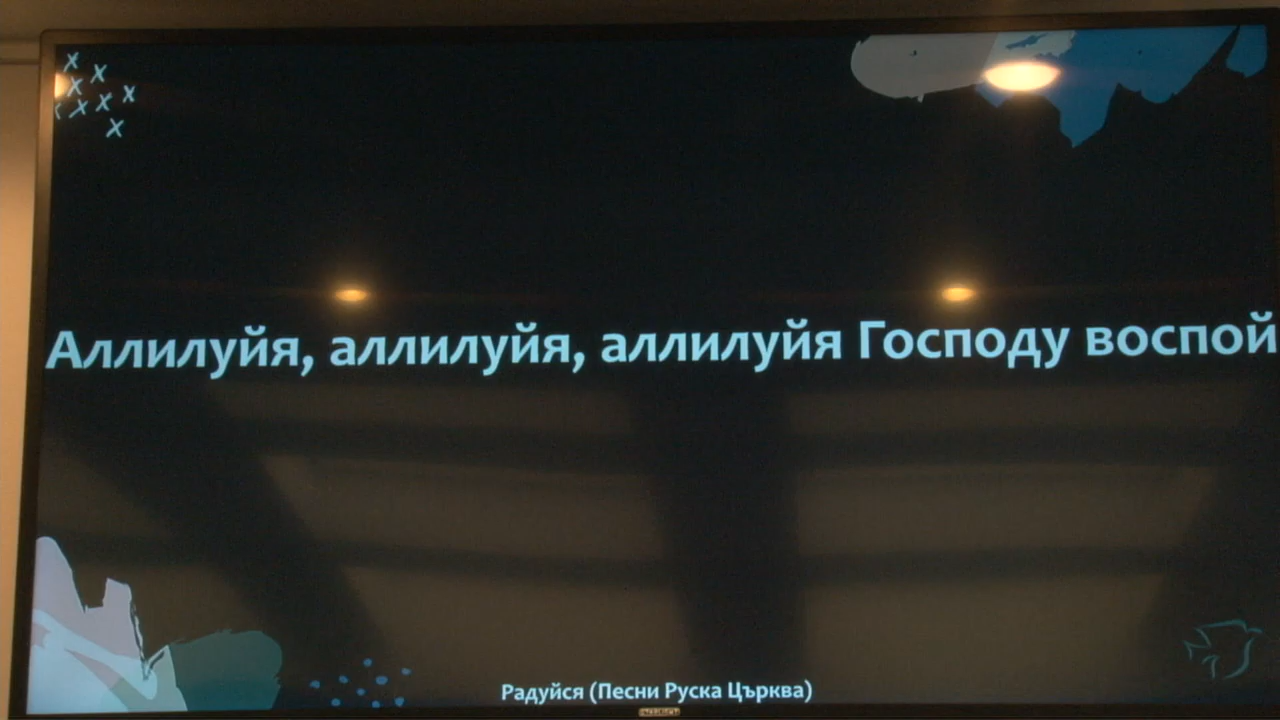 Аллилуйя, аллилуйя, аллилуйя Господу воспой
Радуйся (Песни Руска Църква)